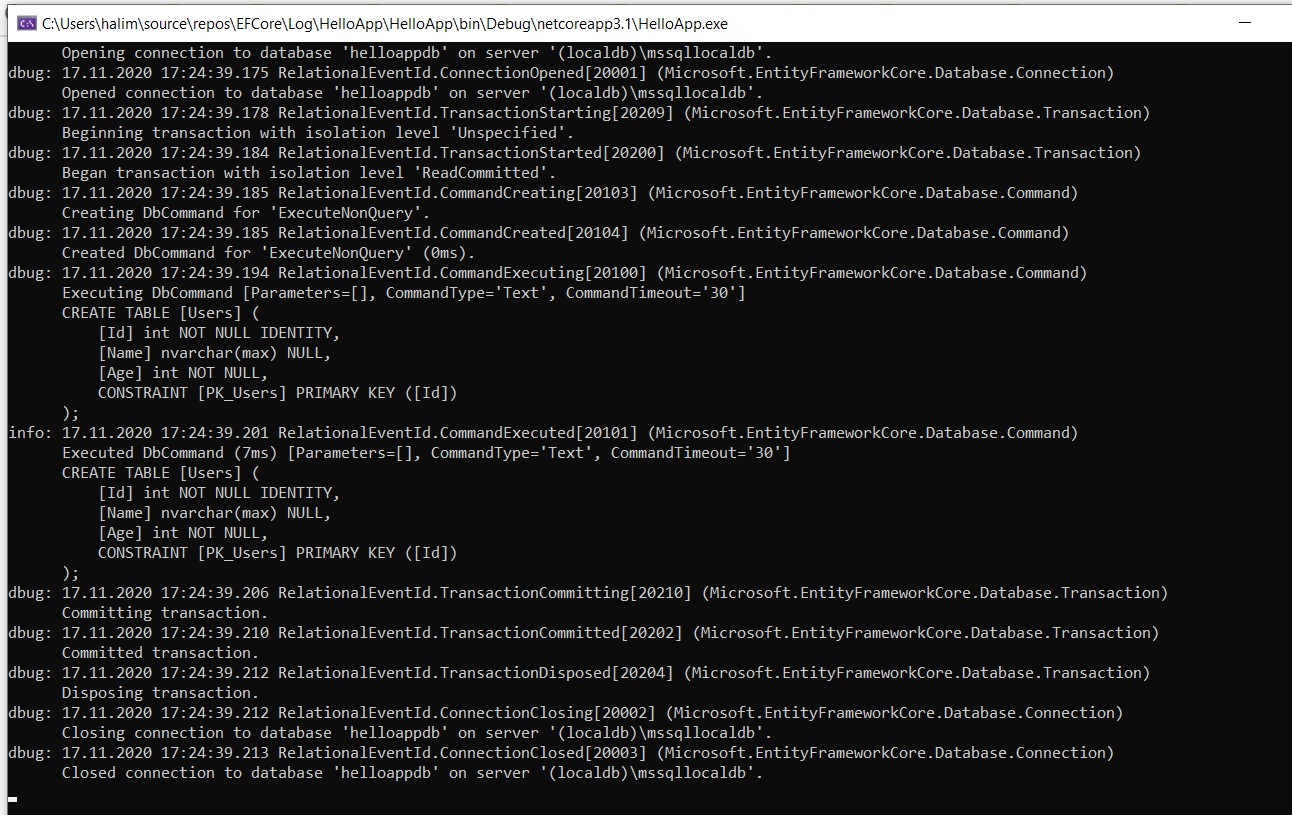 C:\Users\halim\source\repos\EFCore\Log\HelloApp\HelloApp\bin\Debug\netcoreapp3.1\HelloApp.exe
      Opening connection to database 'helloappdb' on server '(localdb)\mssqllocaldb'.
dbug: 17.11.2020 17:24:39.175 RelationalEventId.ConnectionOpened[20001] (Microsoft.EntityFrameworkCore.Database.Connection)
      Opened connection to database 'helloappdb' on server '(localdb)\mssqllocaldb'.
dbug: 17.11.2020 17:24:39.178 RelationalEventId.TransactionStarting[20209] (Microsoft.EntityFrameworkCore.Database.Transaction)
      Beginning transaction with isolation level 'Unspecified'.
dbug: 17.11.2020 17:24:39.184 RelationalEventId.TransactionStarted[20200] (Microsoft.EntityFrameworkCore.Database.Transaction)
      Began transaction with isolation level 'ReadCommitted'.
dbug: 17.11.2020 17:24:39.185 RelationalEventId.CommandCreating[20103] (Microsoft.EntityFrameworkCore.Database.Command)
      Creating DbCommand for 'ExecuteNonQuery'.
dbug: 17.11.2020 17:24:39.185 RelationalEventId.CommandCreated[20104] (Microsoft.EntityFrameworkCore.Database.Command)
      Created DbCommand for 'ExecuteNonQuery' (0ms).
dbug: 17.11.2020 17:24:39.194 RelationalEventId.CommandExecuting[20100] (Microsoft.EntityFrameworkCore.Database.Command)
      Executing DbCommand [Parameters=[], CommandType='Text', CommandTimeout='30']
      CREATE TABLE [Users] (
          [Id] int NOT NULL IDENTITY,
          [Name] nvarchar(max) NULL,
          [Age] int NOT NULL,
          CONSTRAINT [PK_Users] PRIMARY KEY ([Id])
      );
info: 17.11.2020 17:24:39.201 RelationalEventId.CommandExecuted[20101] (Microsoft.EntityFrameworkCore.Database.Command)
      Executed DbCommand (7ms) [Parameters=[], CommandType='Text', CommandTimeout='30']
      CREATE TABLE [Users] (
          [Id] int NOT NULL IDENTITY,
          [Name] nvarchar(max) NULL,
          [Age] int NOT NULL,
          CONSTRAINT [PK_Users] PRIMARY KEY ([Id])
      );
dbug: 17.11.2020 17:24:39.206 RelationalEventId.TransactionCommitting[20210] (Microsoft.EntityFrameworkCore.Database.Transaction)
      Committing transaction.
dbug: 17.11.2020 17:24:39.210 RelationalEventId.TransactionCommitted[20202] (Microsoft.EntityFrameworkCore.Database.Transaction)
      Committed transaction.
dbug: 17.11.2020 17:24:39.212 RelationalEventId.TransactionDisposed[20204] (Microsoft.EntityFrameworkCore.Database.Transaction)
      Disposing transaction.
dbug: 17.11.2020 17:24:39.212 RelationalEventId.ConnectionClosing[20002] (Microsoft.EntityFrameworkCore.Database.Connection)
      Closing connection to database 'helloappdb' on server '(localdb)\mssqllocaldb'.
dbug: 17.11.2020 17:24:39.213 RelationalEventId.ConnectionClosed[20003] (Microsoft.EntityFrameworkCore.Database.Connection)
      Closed connection to database 'helloappdb' on server '(localdb)\mssqllocaldb'.